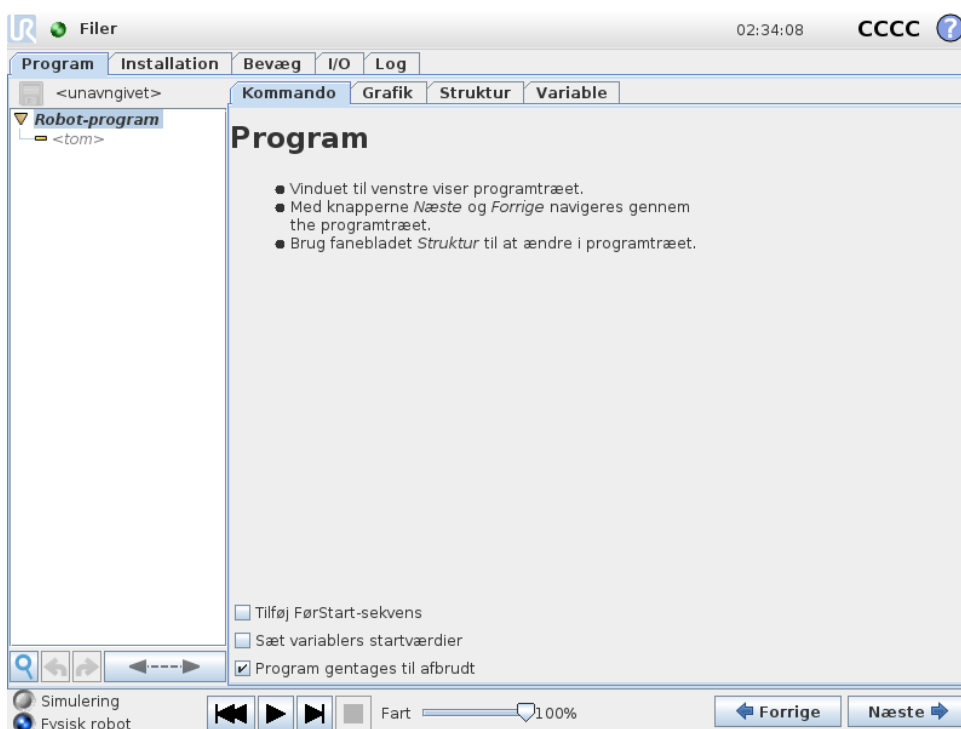 UR Filer 02:34:08 CCCC ?
Program Installation Bevæg I/O Log
<unavngivet> Kommando Grafik Struktur Variable
Robot-program
<tom>
Program
Vinduet til venstre viser programtræet.
Med knapperne Næste og Forrige navigeres gennem
the programtræet.
Brug fanebladet Struktur til at ændre i programtræet.
Tilføj FørStart-sekvens
Sæt variablers startværdier
Program gentages til afbrudt
Simulering
Fysisk robot
Fart 100% Forrige Næste